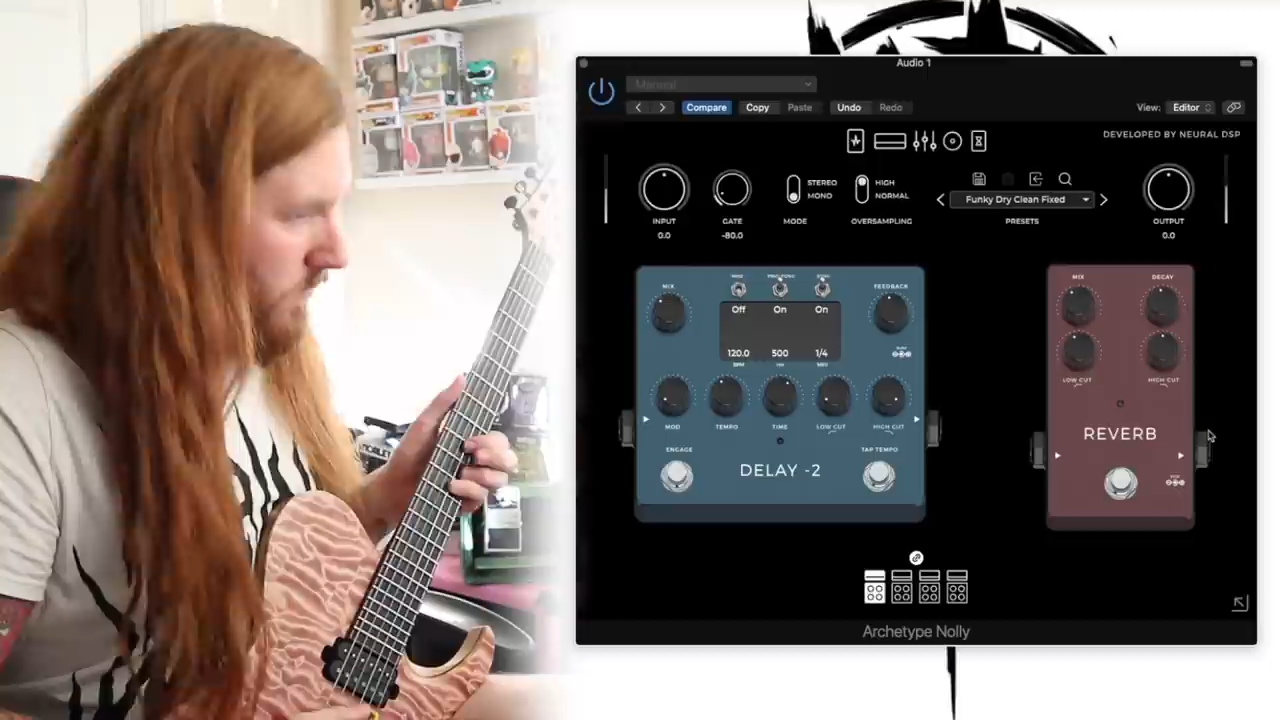 Audio 1
Manual
Compare Copy Paste Undo Redo View: Editor
DEVELOPED BY NEURAL DSP
STEREO
MONO
HIGH
NORMAL
Funky Dry Clean Fixed
INPUT GATE MODE OVERSAMPLING PRESETS OUTPUT
0.0 -80.0 0.0
MIX FEEDBACK MIX DECAY
Off On On
120.0 500 1/4
LOW CUT HIGH CUT
MOD TEMPO TIME LOW CUT HIGH CUT
REVERB
ENGAGE TAP TEMPO
DELAY -2
Archetype Nolly